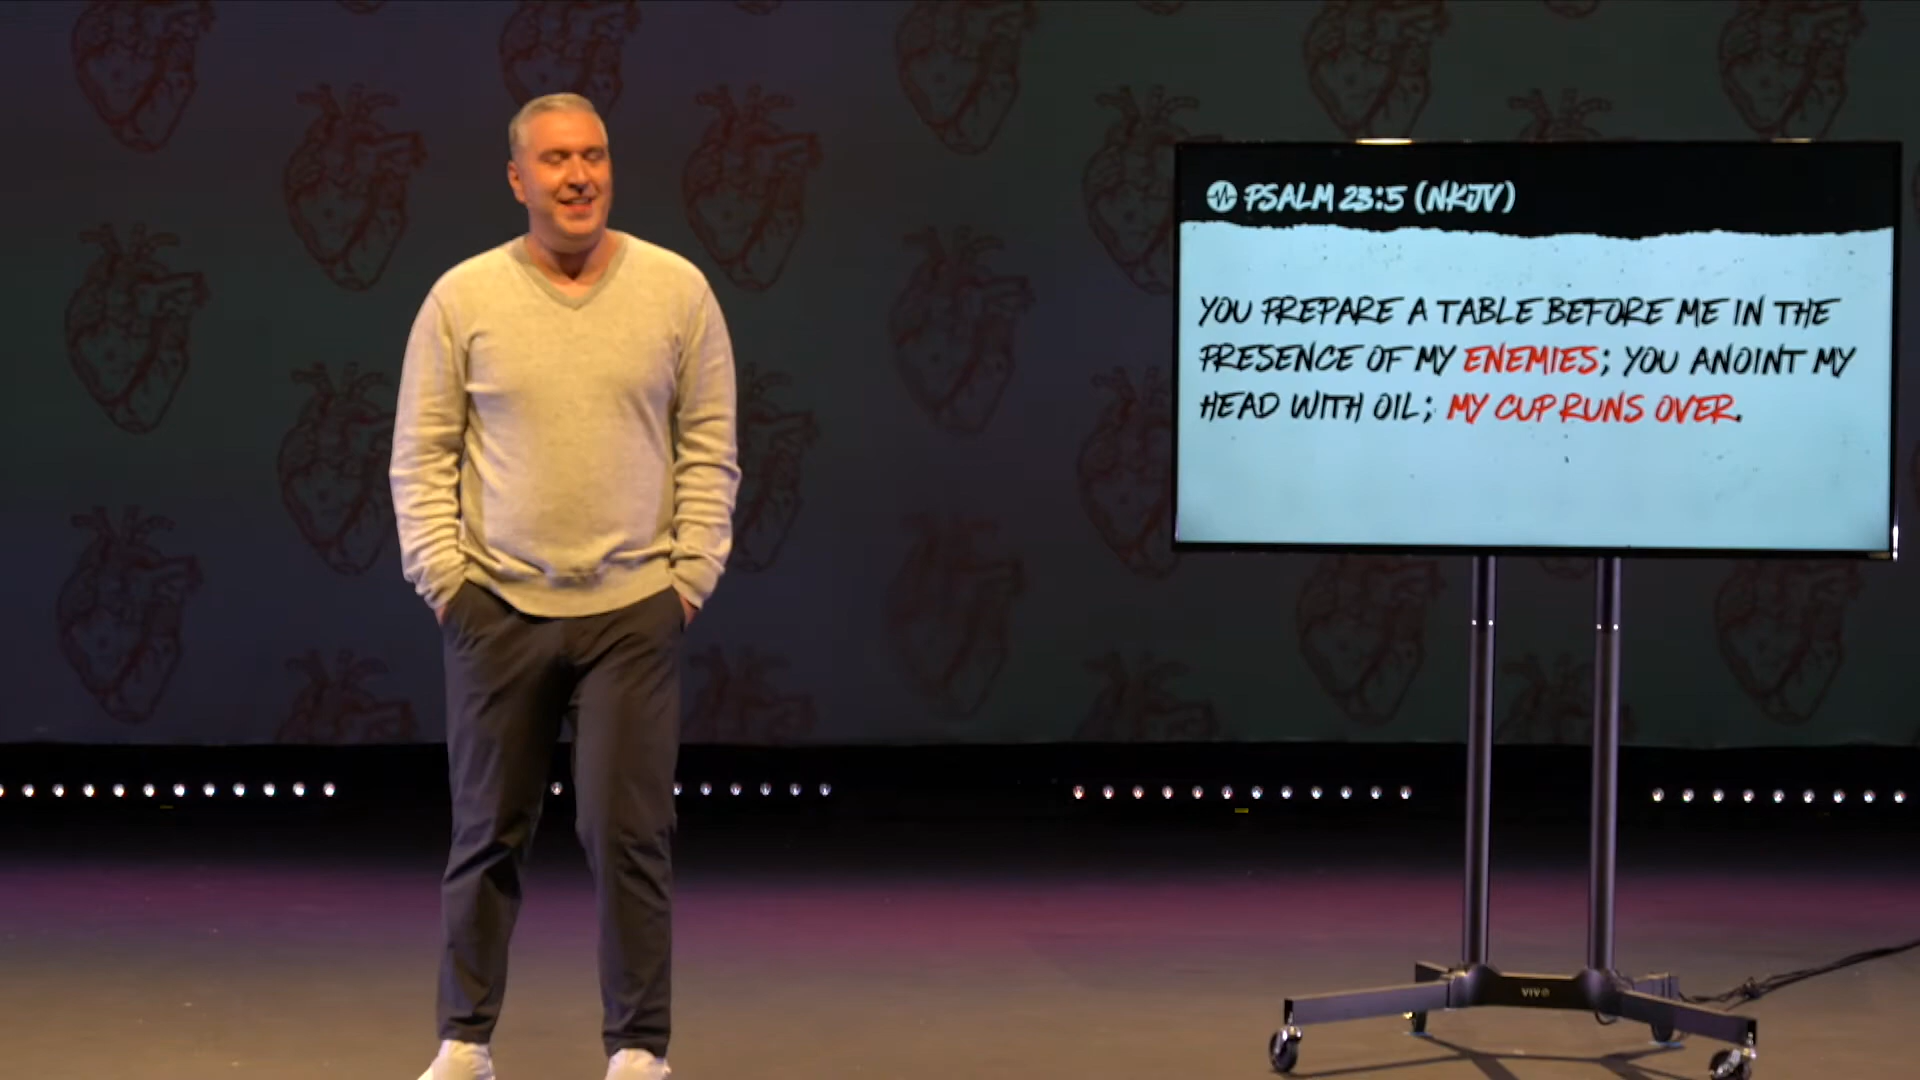 PSALM 23:5 (NKJV)
YOU PREPARE A TABLE BEFORE ME IN THE
PRESENCE OF MY ENEMIES; YOU ANOINT MY
HEAD WITH OIL; MY CUP RUNS OVER.
VIVO